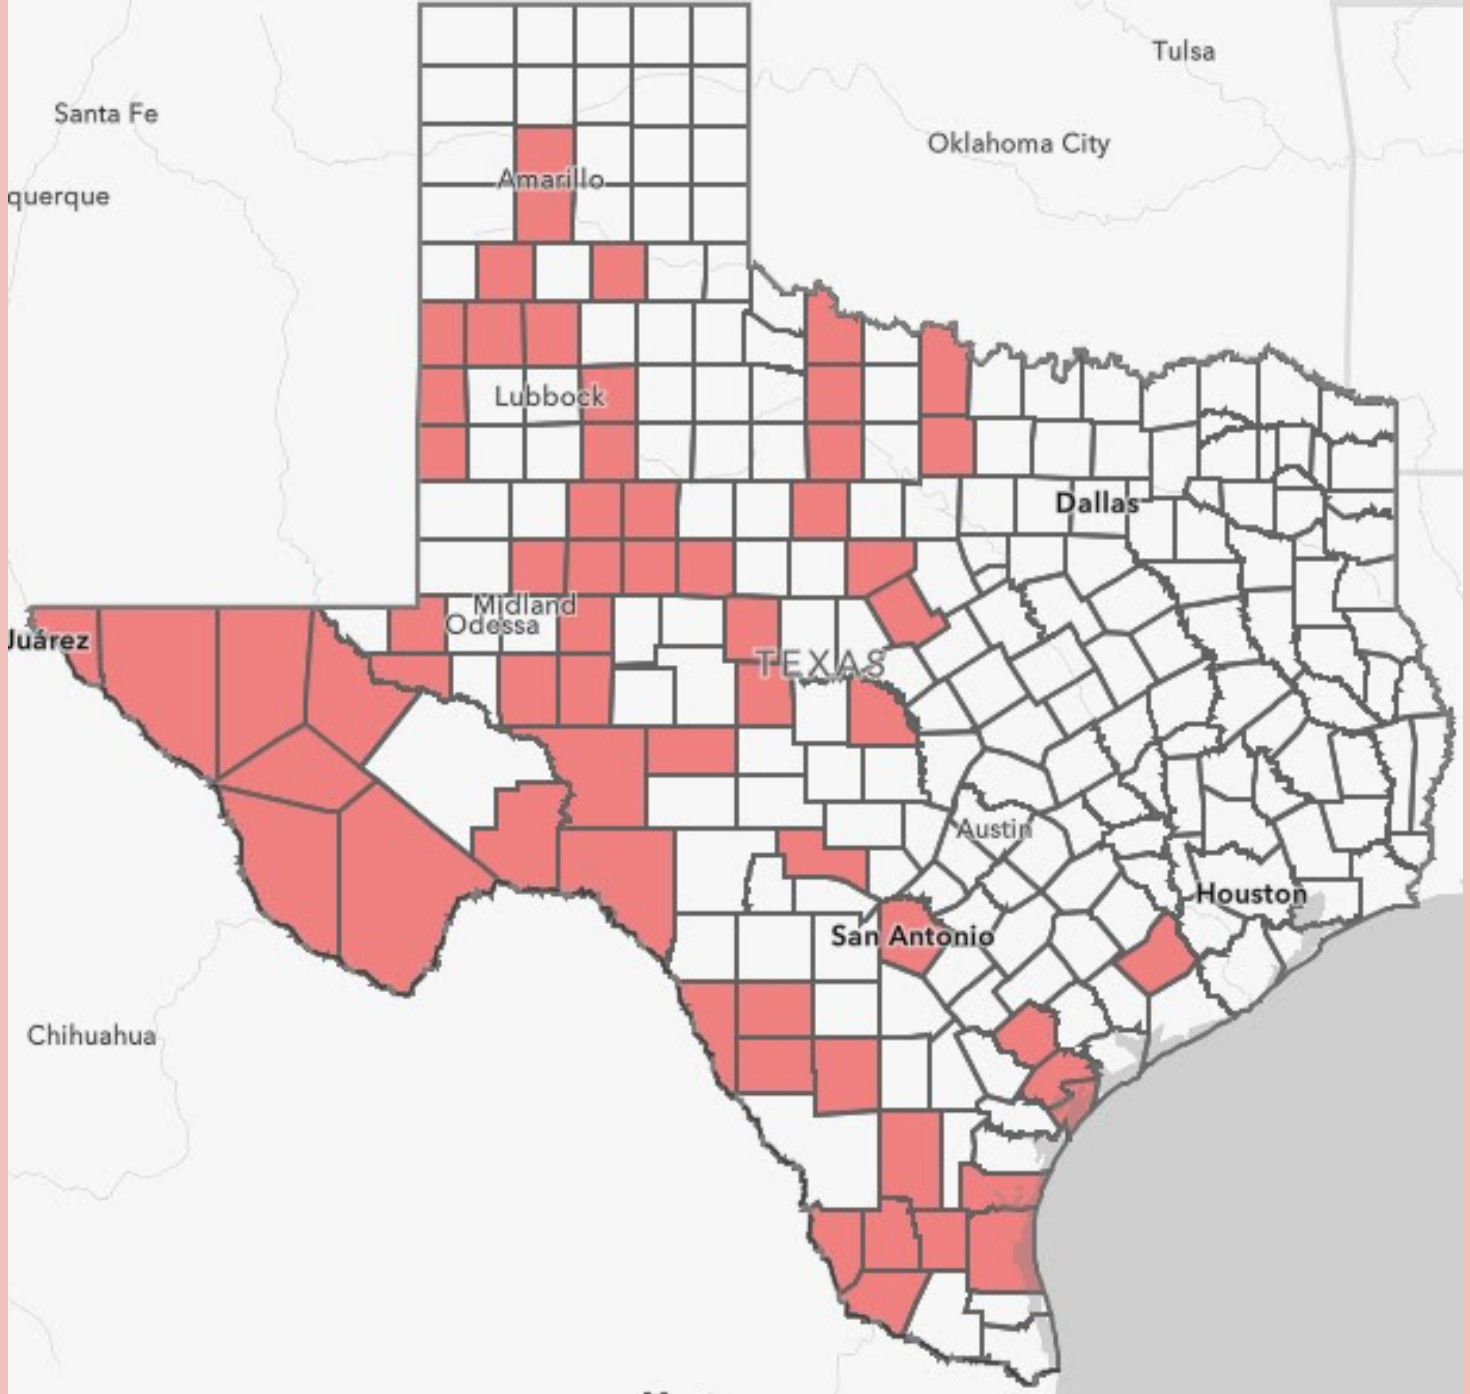 Tulsa
Santa Fe
Oklahoma City
Amarillo
querque
Lubbock
Dallas
Midland
Odessa
Juárez
TEXAS
Austin
Houston
San Antonio
Chihuahua